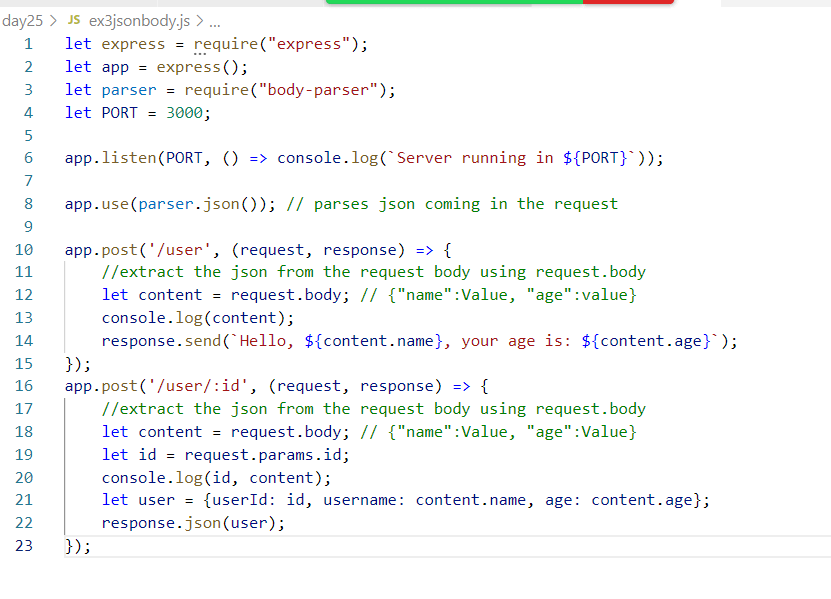 day25 > JS ex3jsonbody.js > ...
1 let express = require("express");
2 let app = express();
3 let parser = require("body-parser");
4 let PORT = 3000;
5
6 app.listen(PORT, () => console.log(`Server running in ${PORT}`));
7
8 app.use(parser.json()); // parses json coming in the request
9
10 app.post('/user', (request, response) => {
11     //extract the json from the request body using request.body
12     let content = request.body; // {"name":Value, "age":value}
13     console.log(content);
14     response.send(`Hello, ${content.name}, your age is: ${content.age}`);
15 });
16 app.post('/user/:id', (request, response) => {
17     //extract the json from the request body using request.body
18     let content = request.body; // {"name":Value, "age":Value}
19     let id = request.params.id;
20     console.log(id, content);
21     let user = {userId: id, username: content.name, age: content.age};
22     response.json(user);
23 });